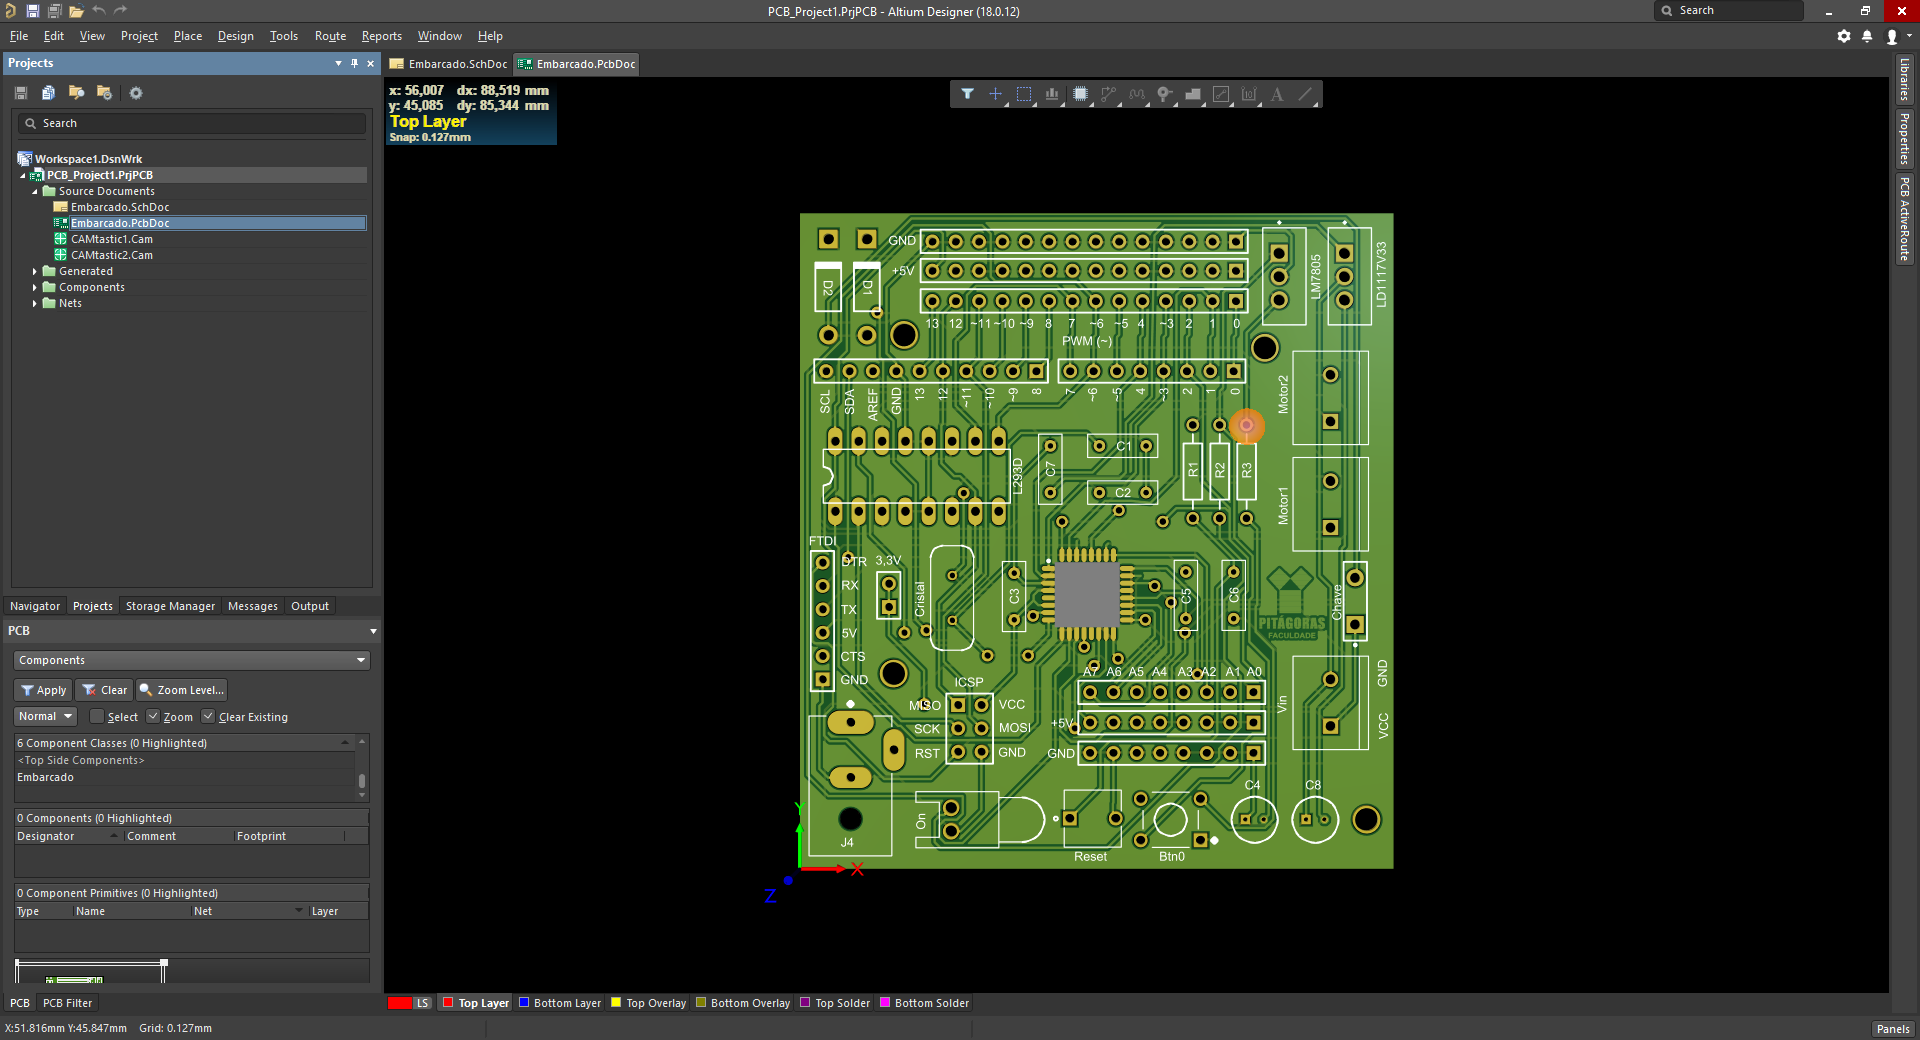 PCB_Project1.PrjPCB - Altium Designer (18.0.12)
Search
File Edit View Project Place Design Tools Route Reports Window Help
Projects
Embarcado.SchDoc
Embarcado.PcbDoc
Search
Workspace1.DsnWrk
PCB_Project1.PrjPCB
Source Documents
Embarcado.SchDoc
Embarcado.PcbDoc
CAMtastic1.Cam
CAMtastic2.Cam
Generated
Components
Nets
Navigator Projects Storage Manager Messages Output
PCB
Components
Apply Clear Zoom Level...
Normal Select Zoom Clear Existing
6 Component Classes (0 Highlighted)
<Top Side Components>
Embarcado
0 Components (0 Highlighted)
Designator Comment Footprint
0 Component Primitives (0 Highlighted)
Type Name Net Layer
PCB PCB Filter
X:51.816mm Y:45.847mm Grid: 0.127mm
x: 56,007 dx: 88,519 mm
y: 45,085 dy: 85,344 mm
Top Layer
Snap: 0.127mm
Libraries
Properties
PCB ActiveRoute
GND
+5V
D2
D1
LM7805
LD1117V33
13 12 ~11 ~10 ~9 8 7 ~6 ~5 4 ~3 2 1 0
PWM (~)
SCL SDA AREF GND 13 12 ~11 ~10 ~9 8 7 ~6 ~5 4 ~3 2 1 0
Motor2
L293D
C7
C1
C2
R1
R2
R3
Motor1
FTDI
DTR
RX
TX
5V
CTS
GND
3,3V
Cristal
C3
C5
C6
PITÁGORAS
FACULDADE
Chave
A7 A6 A5 A4 A3 A2 A1 A0
+5V
GND
Vin
GND
VCC
ICSP
MISO VCC
SCK MOSI
RST GND
J4
On
Reset
Btn0
C4
C8
Y
X
Z
LS Top Layer Bottom Layer Top Overlay Bottom Overlay Top Solder Bottom Solder
Panels